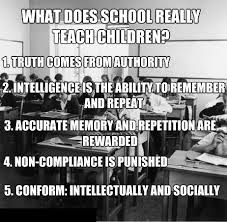 WHAT DOES SCHOOL REALLY
TEACH CHILDREN?
1. TRUTH COMES FROM AUTHORITY
2. INTELLIGENCE IS THE ABILITY TO REMEMBER
AND REPEAT
3. ACCURATE MEMORY AND REPETITION ARE
REWARDED
4. NON-COMPLIANCE IS PUNISHED
5. CONFORM: INTELLECTUALLY AND SOCIALLY